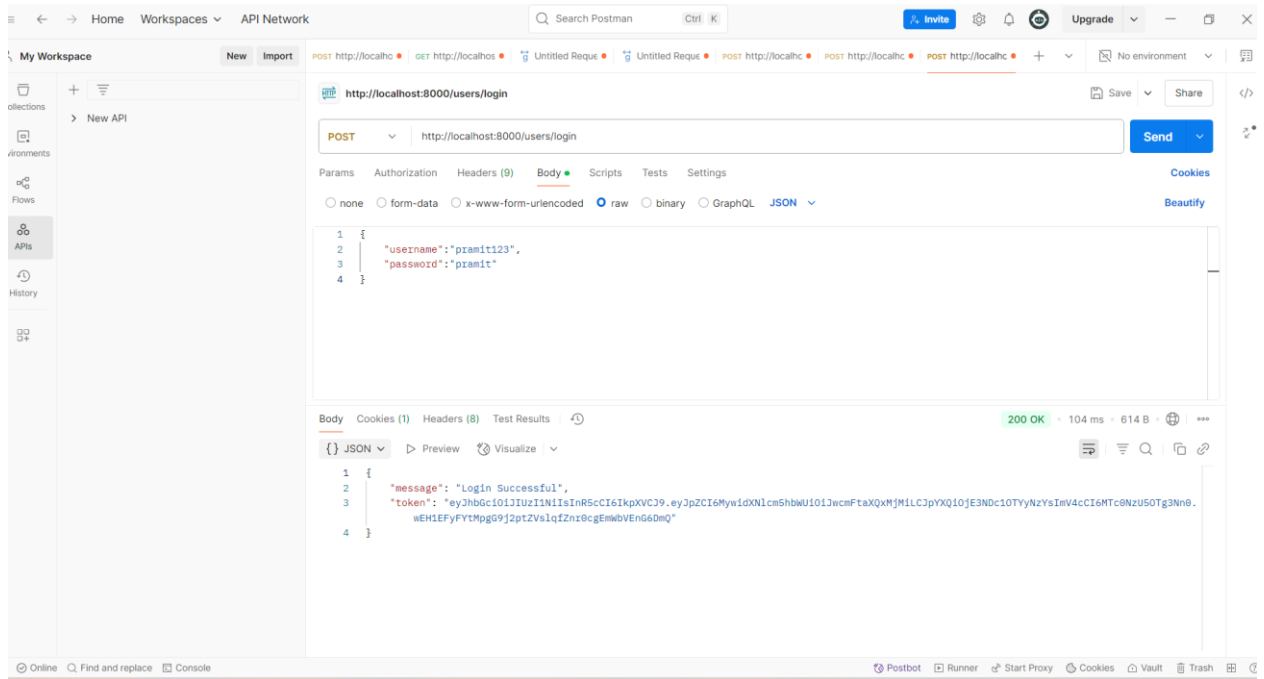 Home Workspaces API Network Search Postman Ctrl K Invite Upgrade
My Workspace New Import POST http://localho GET http://localhos Untitled Reque Untitled Reque POST http://localhc POST http://localhc POST http://localhc No environment
ollections
http://localhost:8000/users/login Save Share
New API
POST http://localhost:8000/users/login Send
vironments
Params Authorization Headers (9) Body Scripts Tests Settings Cookies
Flows
none form-data x-www-form-urlencoded raw binary GraphQL JSON Beautify
APIs
History
1 {
2 "username":"pramit123",
3 "password":"pramit"
4 }
Body Cookies (1) Headers (8) Test Results 200 OK 104 ms 614 B
{} JSON Preview Visualize
1 {
2 "message": "Login Successful",
3 "token": "eyJhbGciOiJIUzI1NiIsInR5cCI6IkpXVCJ9.eyJpZCI6MywidXNlcm5hbWUiOiJwcmFtaXQxMjMiLCJpYXQiOjE3NDc1OTYyNzYsImV4cCI6MTc0NzU5OTg3Nn0.
wEH1EFyFYtMpgG9j2ptZVslqfZnr0cgEmWbVEnG6DmQ"
4 }
Online Find and replace Console Postbot Runner Start Proxy Cookies Vault Trash